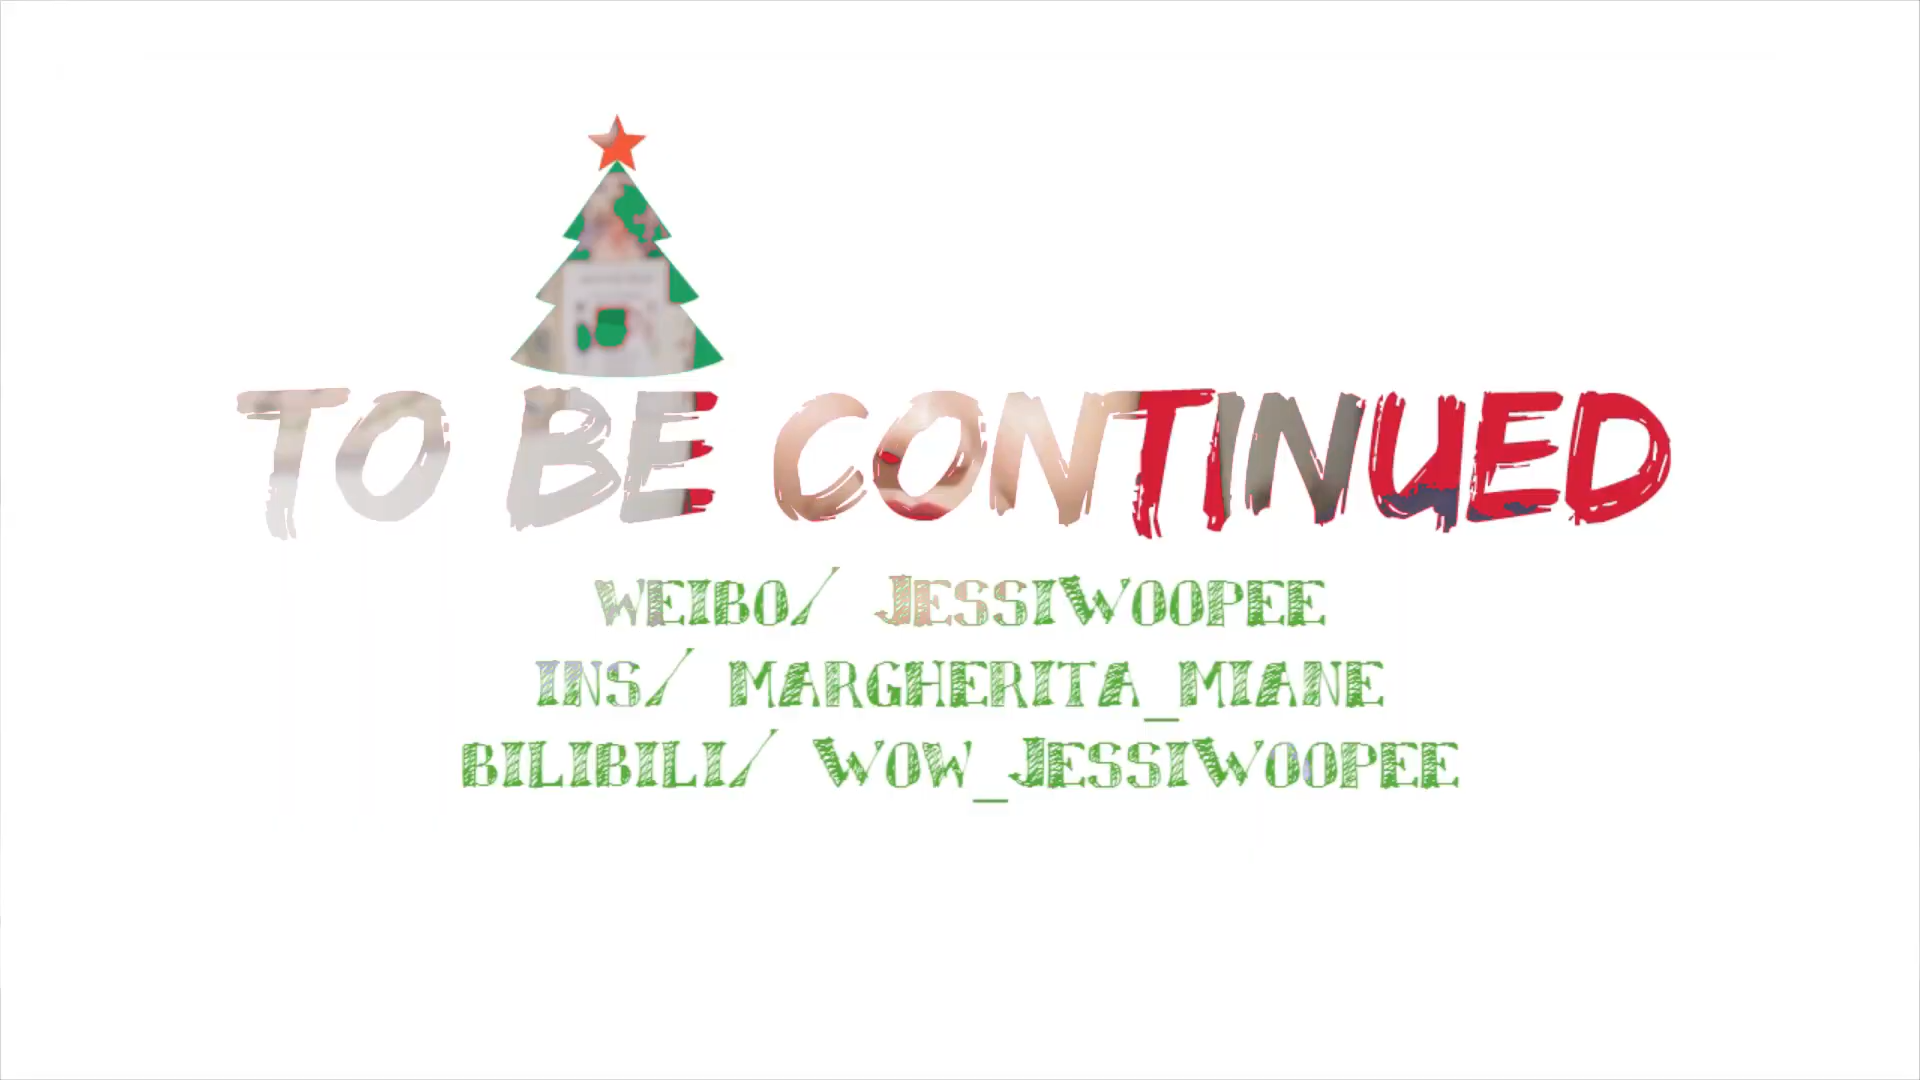 TO BE CONTINUED
WEIBO/ JESSIWOOPEE
INS/ MARGHERITA_MIANE
BILIBILI/ WOW_JESSIWOOPEE